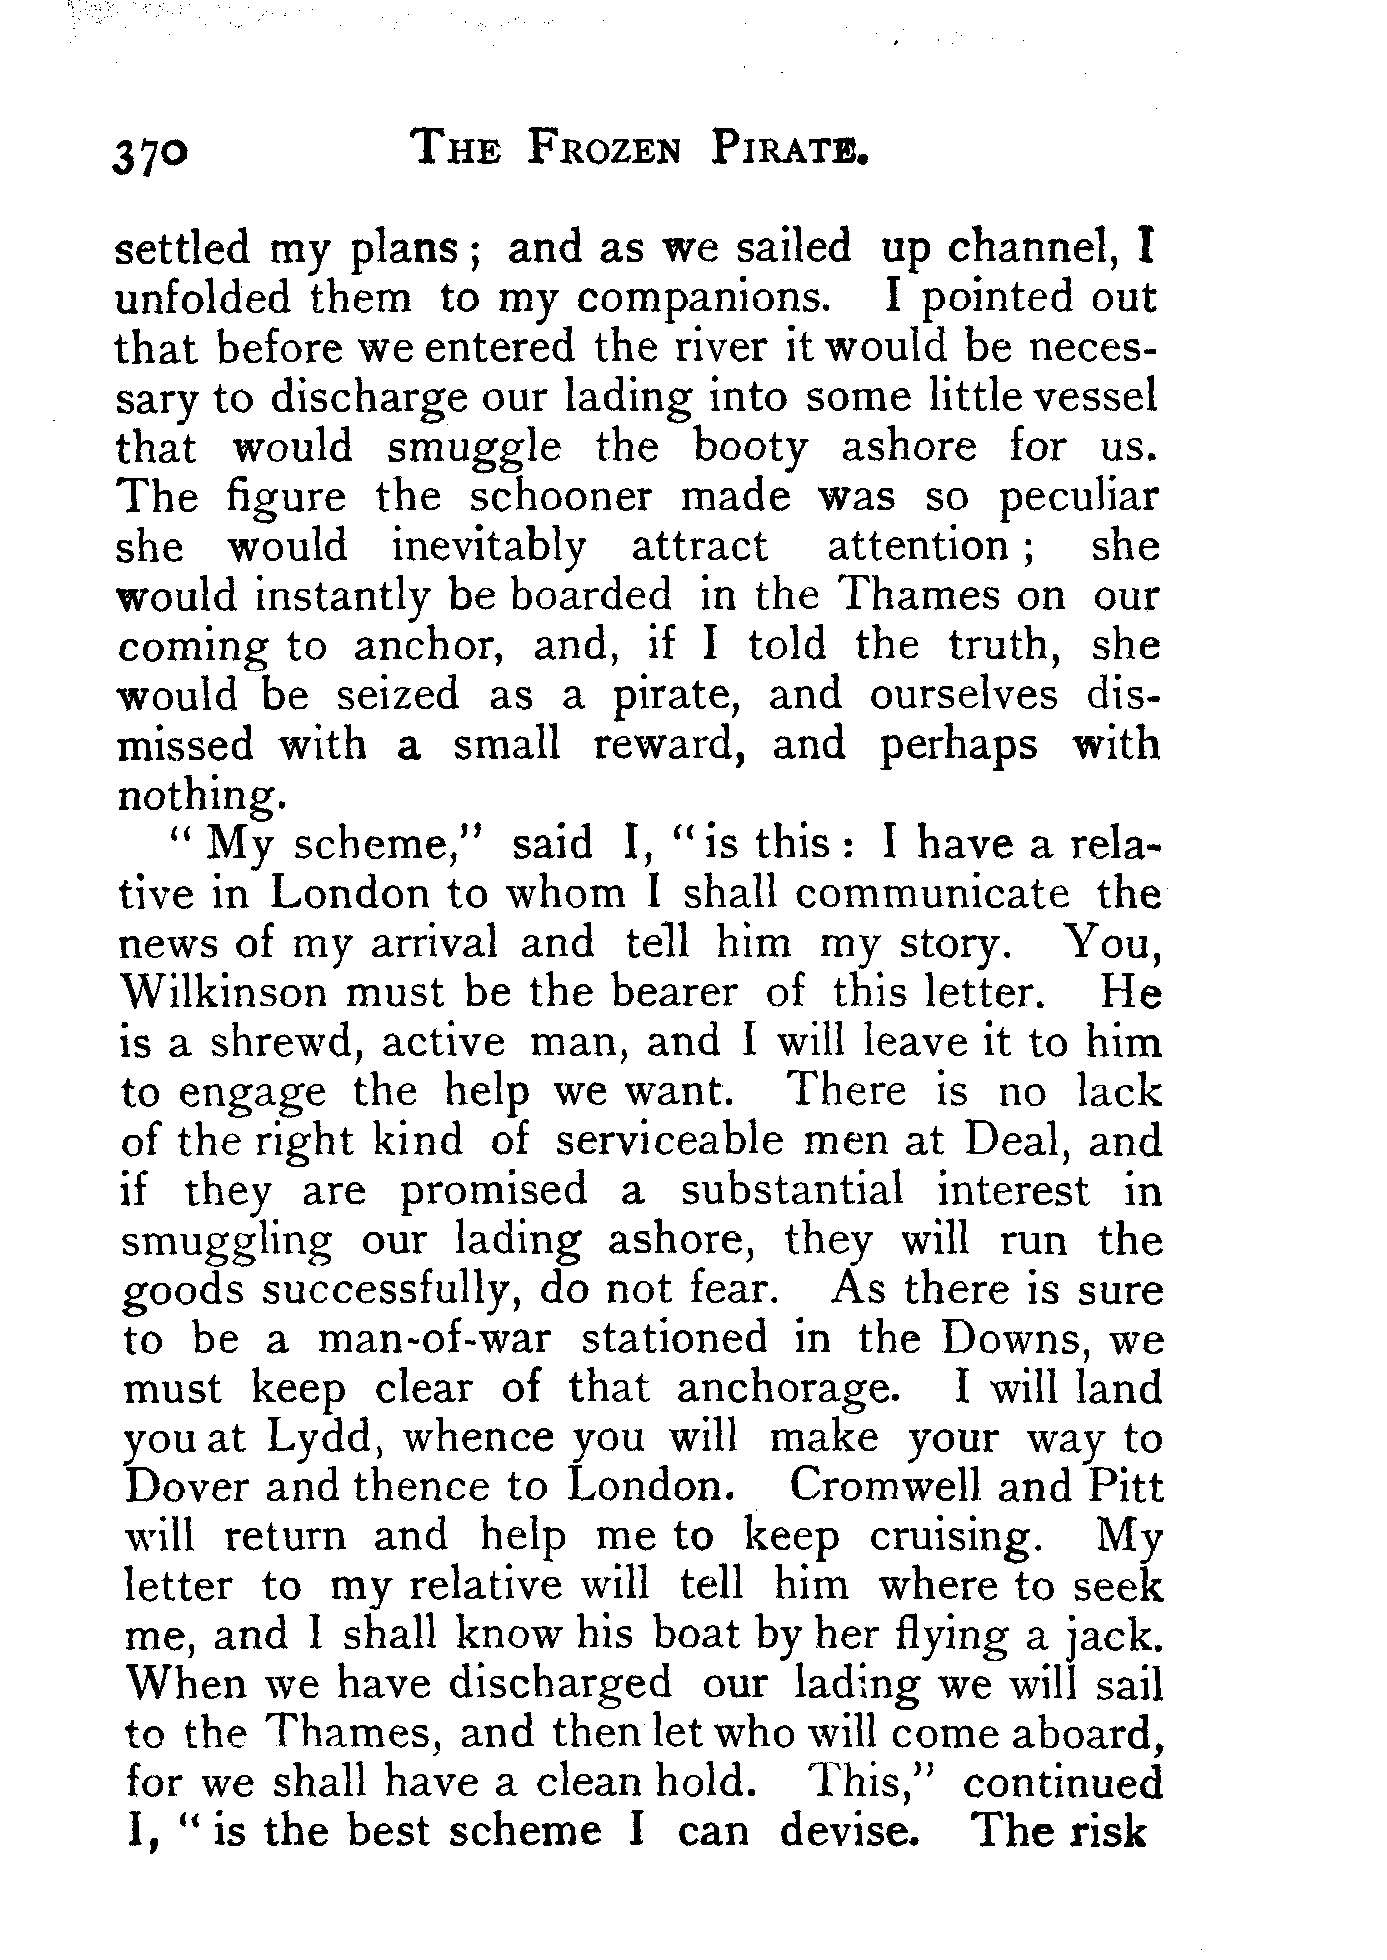 370 THE FROZEN PIRATE.
settled my plans ; and as we sailed up channel, I
unfolded them to my companions. I pointed out
that before we entered the river it would be neces-
sary to discharge our lading into some little vessel
that would smuggle the booty ashore for us.
The figure the schooner made was so peculiar
she would inevitably attract attention ; she
would instantly be boarded in the Thames on our
coming to anchor, and, if I told the truth, she
would be seized as a pirate, and ourselves dis-
missed with a small reward, and perhaps with
nothing.
“ My scheme,” said I, “ is this : I have a rela-
tive in London to whom I shall communicate the
news of my arrival and tell him my story. You,
Wilkinson must be the bearer of this letter. He
is a shrewd, active man, and I will leave it to him
to engage the help we want. There is no lack
of the right kind of serviceable men at Deal, and
if they are promised a substantial interest in
smuggling our lading ashore, they will run the
goods successfully, do not fear. As there is sure
to be a man-of-war stationed in the Downs, we
must keep clear of that anchorage. I will land
you at Lydd, whence you will make your way to
Dover and thence to London. Cromwell and Pitt
will return and help me to keep cruising. My
letter to my relative will tell him where to seek
me, and I shall know his boat by her flying a jack.
When we have discharged our lading we will sail
to the Thames, and then let who will come aboard,
for we shall have a clean hold. This,” continued
I, “ is the best scheme I can devise. The risk